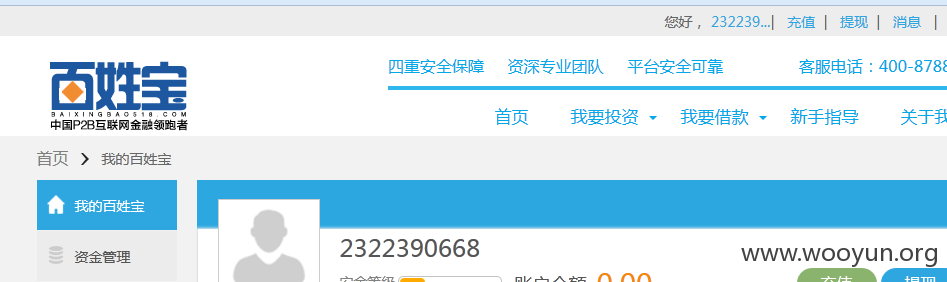 您好， 232239...| 充值 | 提现 | 消息 |
四重安全保障 资深专业团队 平台安全可靠 客服电话：400-8788
百姓宝
BAIXINGBAO518.COM
中国P2B互联网金融领跑者
首页 我要投资 我要借款 新手指导 关于我
首页 我的百姓宝
我的百姓宝
资金管理
2322390668
www.wooyun.org
安全等级 账户余额 0.00
充值 提现